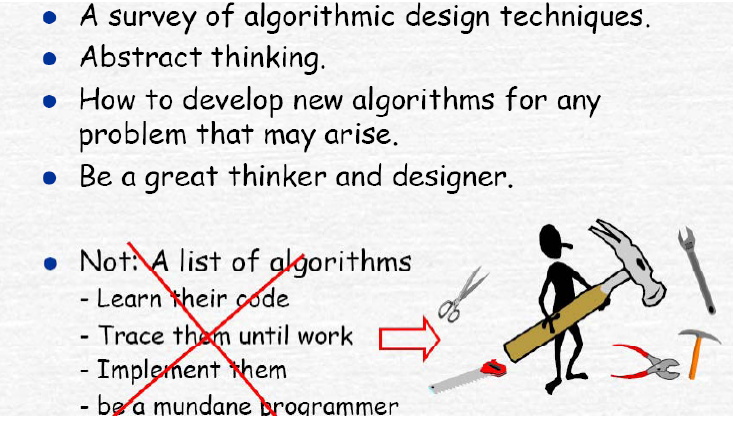 • A survey of algorithmic design techniques.
• Abstract thinking.
• How to develop new algorithms for any
problem that may arise.
• Be a great thinker and designer.
• Not: A list of algorithms
- Learn their code
- Trace them until work
- Implement them
- be a mundane programmer